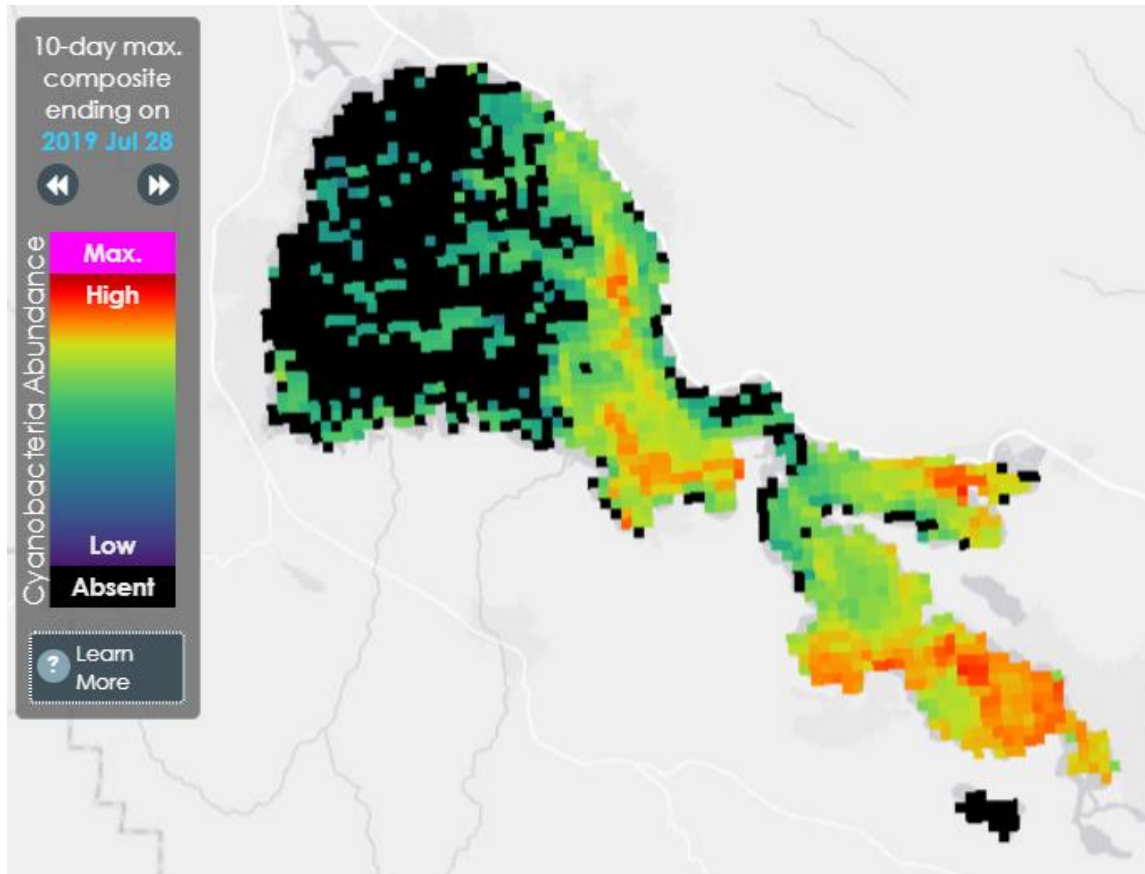 10-day max.
composite
ending on
2019 Jul 28
Cyanobacteria Abundance
Max.
High
Low
Absent
? Learn
More